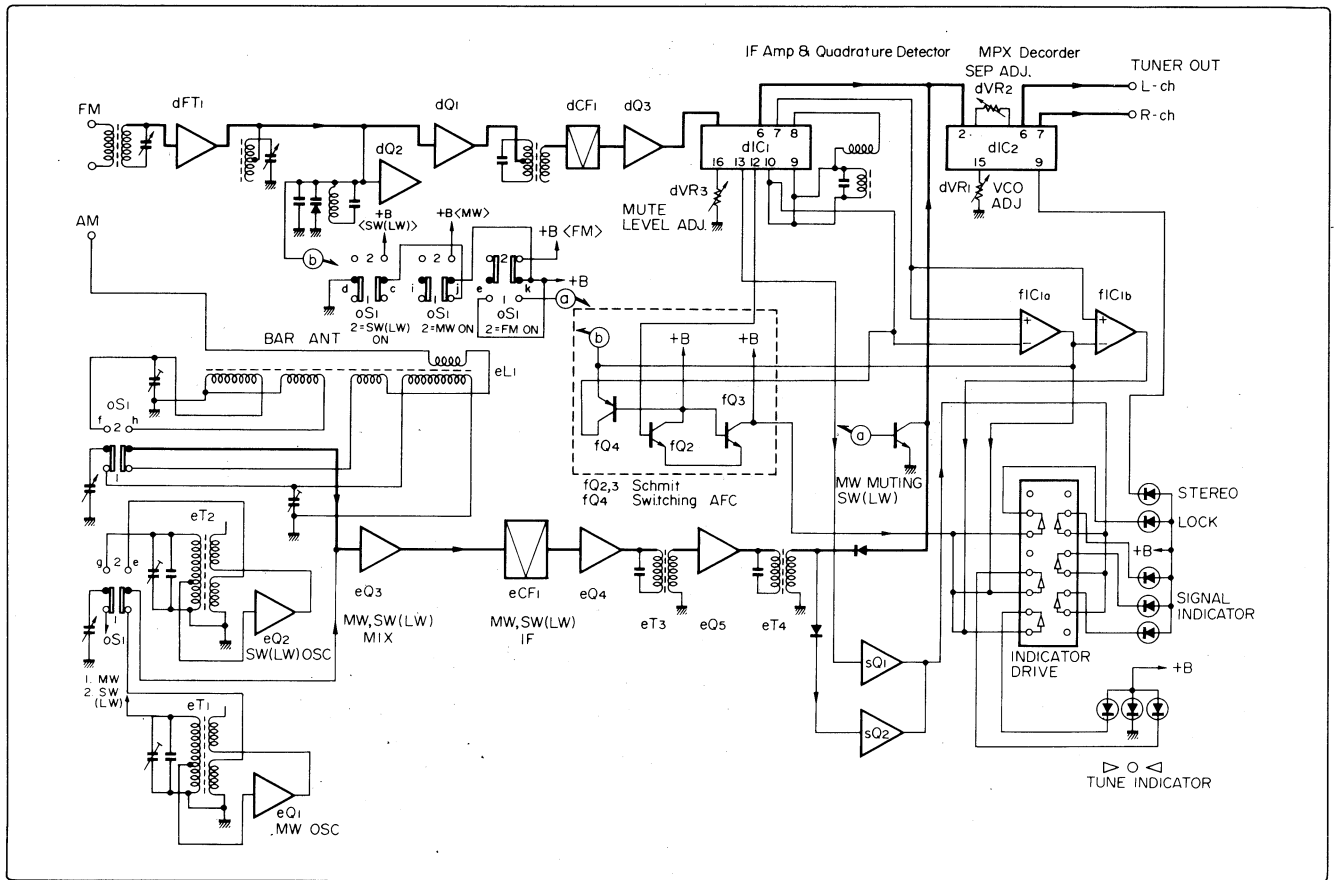 IF Amp & Quadrature Detector
MPX Decorder
SEP ADJ.
dVR2
TUNER OUT
L-ch
R-ch
FM
dFT1
dQ1
dCF1
dQ3
dQ2
6 7 8
dIC1
16 13 12 10 9
dVR3
MUTE
LEVEL ADJ.
2 6 7
dIC2
15 9
dVR1
VCO
ADJ
AM
+B
<SW(LW)>
+B<MW>
+B <FM>
+B
b
2
2
2
d c
i j
e k
1
oS1
2=SW(LW)
ON
1
oS1
2=MW ON
1
oS1
2=FM ON
a
BAR ANT
eL1
oS1
f 2 h
1
b
+B
+B
fQ3
fQ4
fQ2
fQ2,3 Schmit
fQ4 Switching AFC
fIC1a
fIC1b
+
−
+
−
a
MW MUTING
SW(LW)
STEREO
LOCK
+B
SIGNAL
INDICATOR
INDICATOR
DRIVE
+B
TUNE INDICATOR
eT2
g 2 e
1
oS1
eQ2
SW(LW) OSC
1. MW
2. SW
(LW)
eT1
eQ1
MW OSC
eQ3
MW, SW(LW)
MIX
eCF1
MW, SW(LW)
IF
eQ4
eT3
eQ5
eT4
sQ1
sQ2